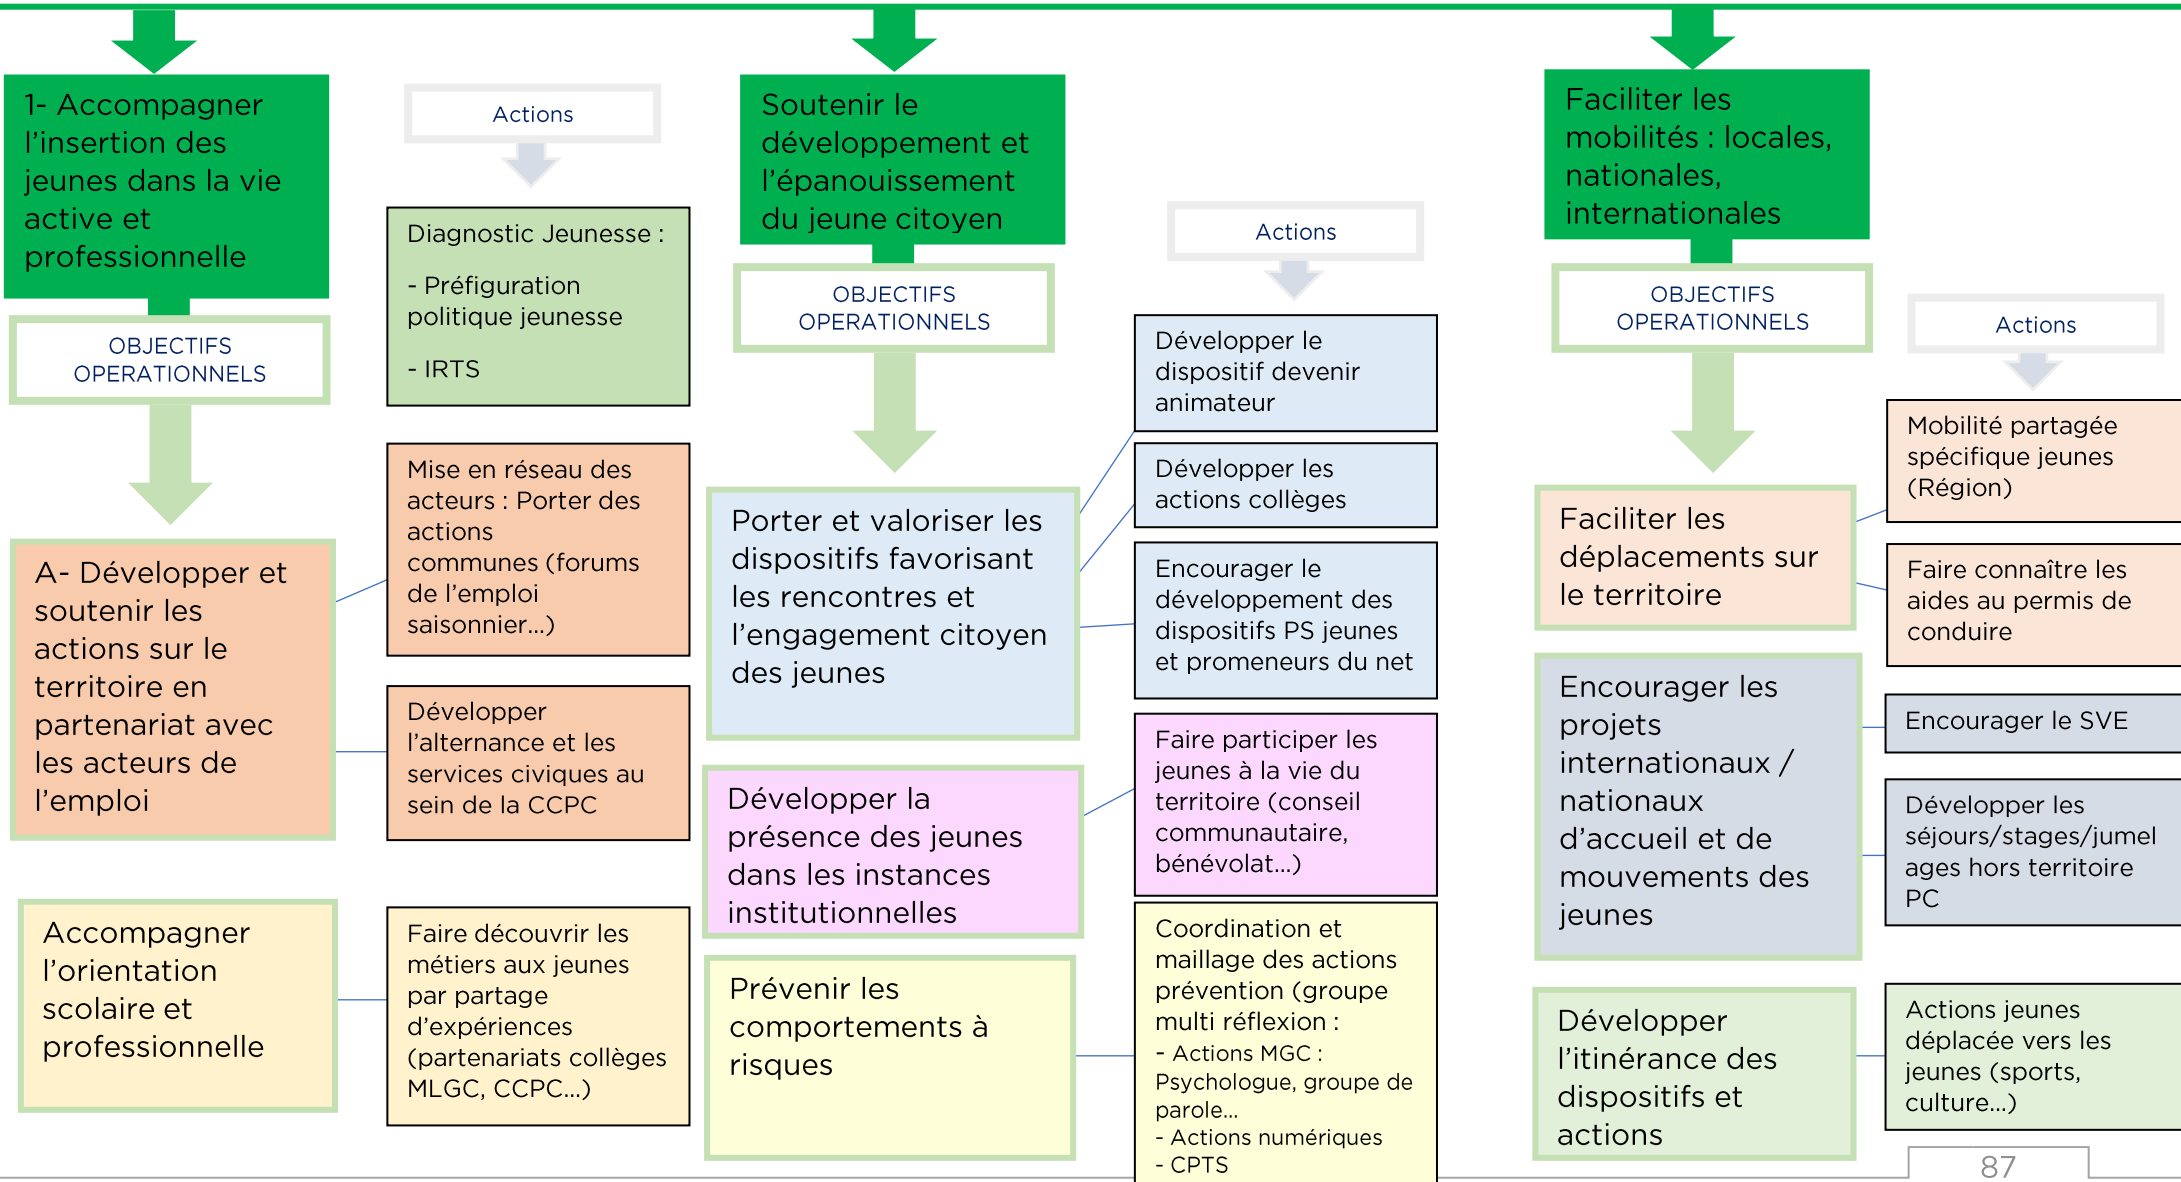 1- Accompagner
l'insertion des
jeunes dans la vie
active et
professionnelle
OBJECTIFS
OPERATIONNELS
A- Développer et
soutenir les
actions sur le
territoire en
partenariat avec
les acteurs de
l'emploi
Accompagner
l'orientation
scolaire et
professionnelle
Actions
Diagnostic Jeunesse :
- Préfiguration
politique jeunesse
- IRTS
Mise en réseau des
acteurs : Porter des
actions
communes (forums
de l'emploi
saisonnier...)
Développer
l'alternance et les
services civiques au
sein de la CCPC
Faire découvrir les
métiers aux jeunes
par partage
d'expériences
(partenariats collèges
MLGC, CCPC...)
Soutenir le
développement et
l'épanouissement
du jeune citoyen
OBJECTIFS
OPERATIONNELS
Porter et valoriser les
dispositifs favorisant
les rencontres et
l'engagement citoyen
des jeunes
Développer la
présence des jeunes
dans les instances
institutionnelles
Prévenir les
comportements à
risques
Actions
Développer le
dispositif devenir
animateur
Développer les
actions collèges
Encourager le
développement des
dispositifs PS jeunes
et promeneurs du net
Faire participer les
jeunes à la vie du
territoire (conseil
communautaire,
bénévolat...)
Coordination et
maillage des actions
prévention (groupe
multi réflexion :
- Actions MGC :
Psychologue, groupe de
parole...
- Actions numériques
- CPTS
Faciliter les
mobilités : locales,
nationales,
internationales
OBJECTIFS
OPERATIONNELS
Faciliter les
déplacements sur
le territoire
Encourager les
projets
internationaux /
nationaux
d'accueil et de
mouvements des
jeunes
Développer
l'itinérance des
dispositifs et
actions
Actions
Mobilité partagée
spécifique jeunes
(Région)
Faire connaître les
aides au permis de
conduire
Encourager le SVE
Développer les
séjours/stages/jumel
ages hors territoire
PC
Actions jeunes
déplacée vers les
jeunes (sports,
culture...)
87